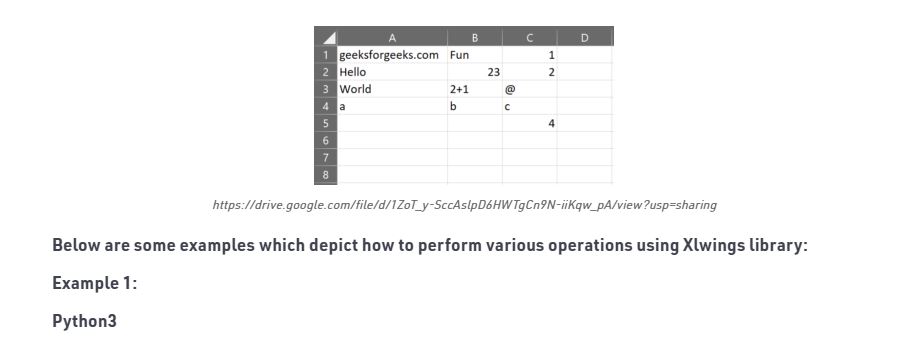 A B C D
1 geeksforgeeks.com Fun 1
2 Hello 23 2
3 World 2+1 @
4 a b c
5 4
6
7
8
https://drive.google.com/file/d/1ZoT_y-SccAslpD6HWTgCn9N-iiKqw_pA/view?usp=sharing
Below are some examples which depict how to perform various operations using Xlwings library:
Example 1:
Python3